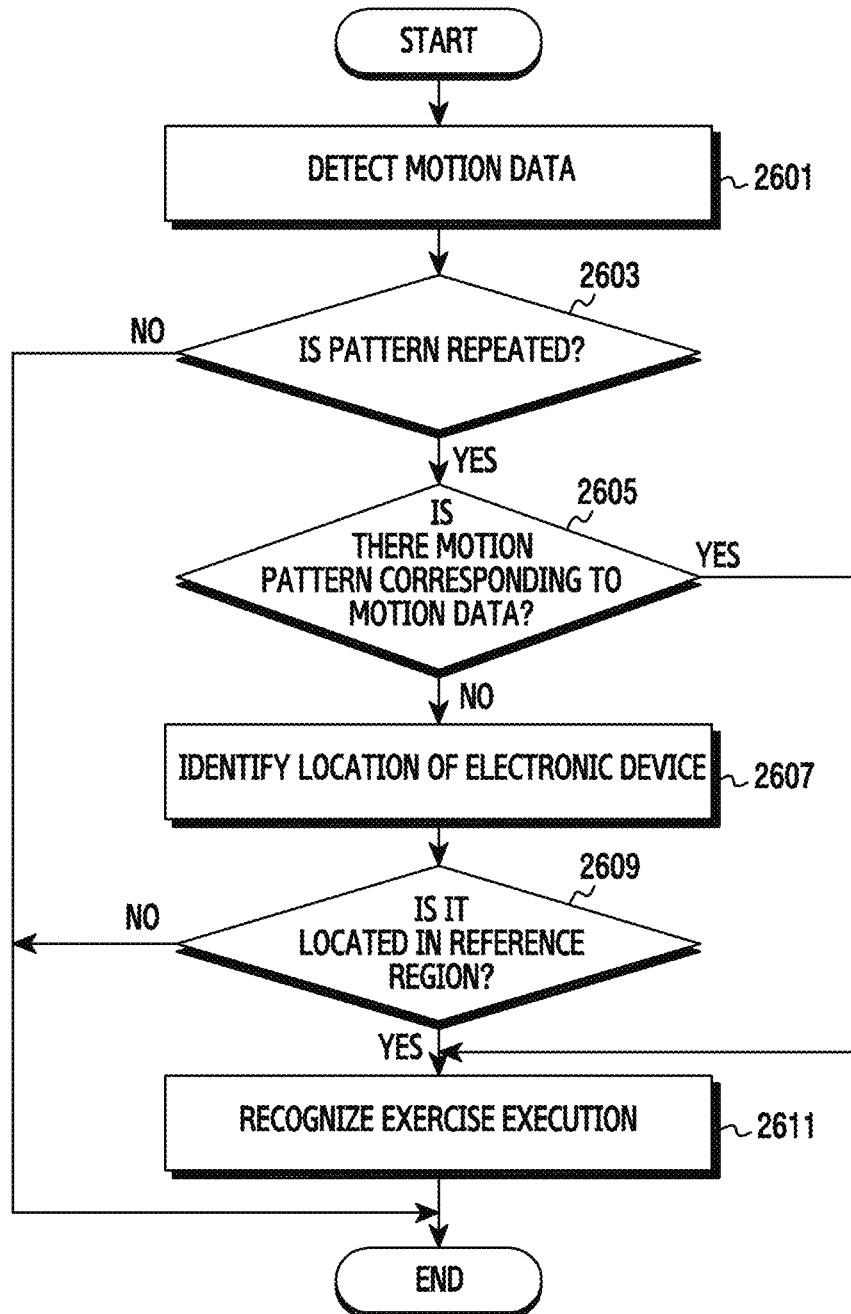 START
DETECT MOTION DATA
2601
2603
NO
IS PATTERN REPEATED?
YES
2605
IS
THERE MOTION
PATTERN CORRESPONDING TO
MOTION DATA?
YES
NO
IDENTIFY LOCATION OF ELECTRONIC DEVICE
2607
2609
NO
IS IT
LOCATED IN REFERENCE
REGION?
YES
RECOGNIZE EXERCISE EXECUTION
2611
END